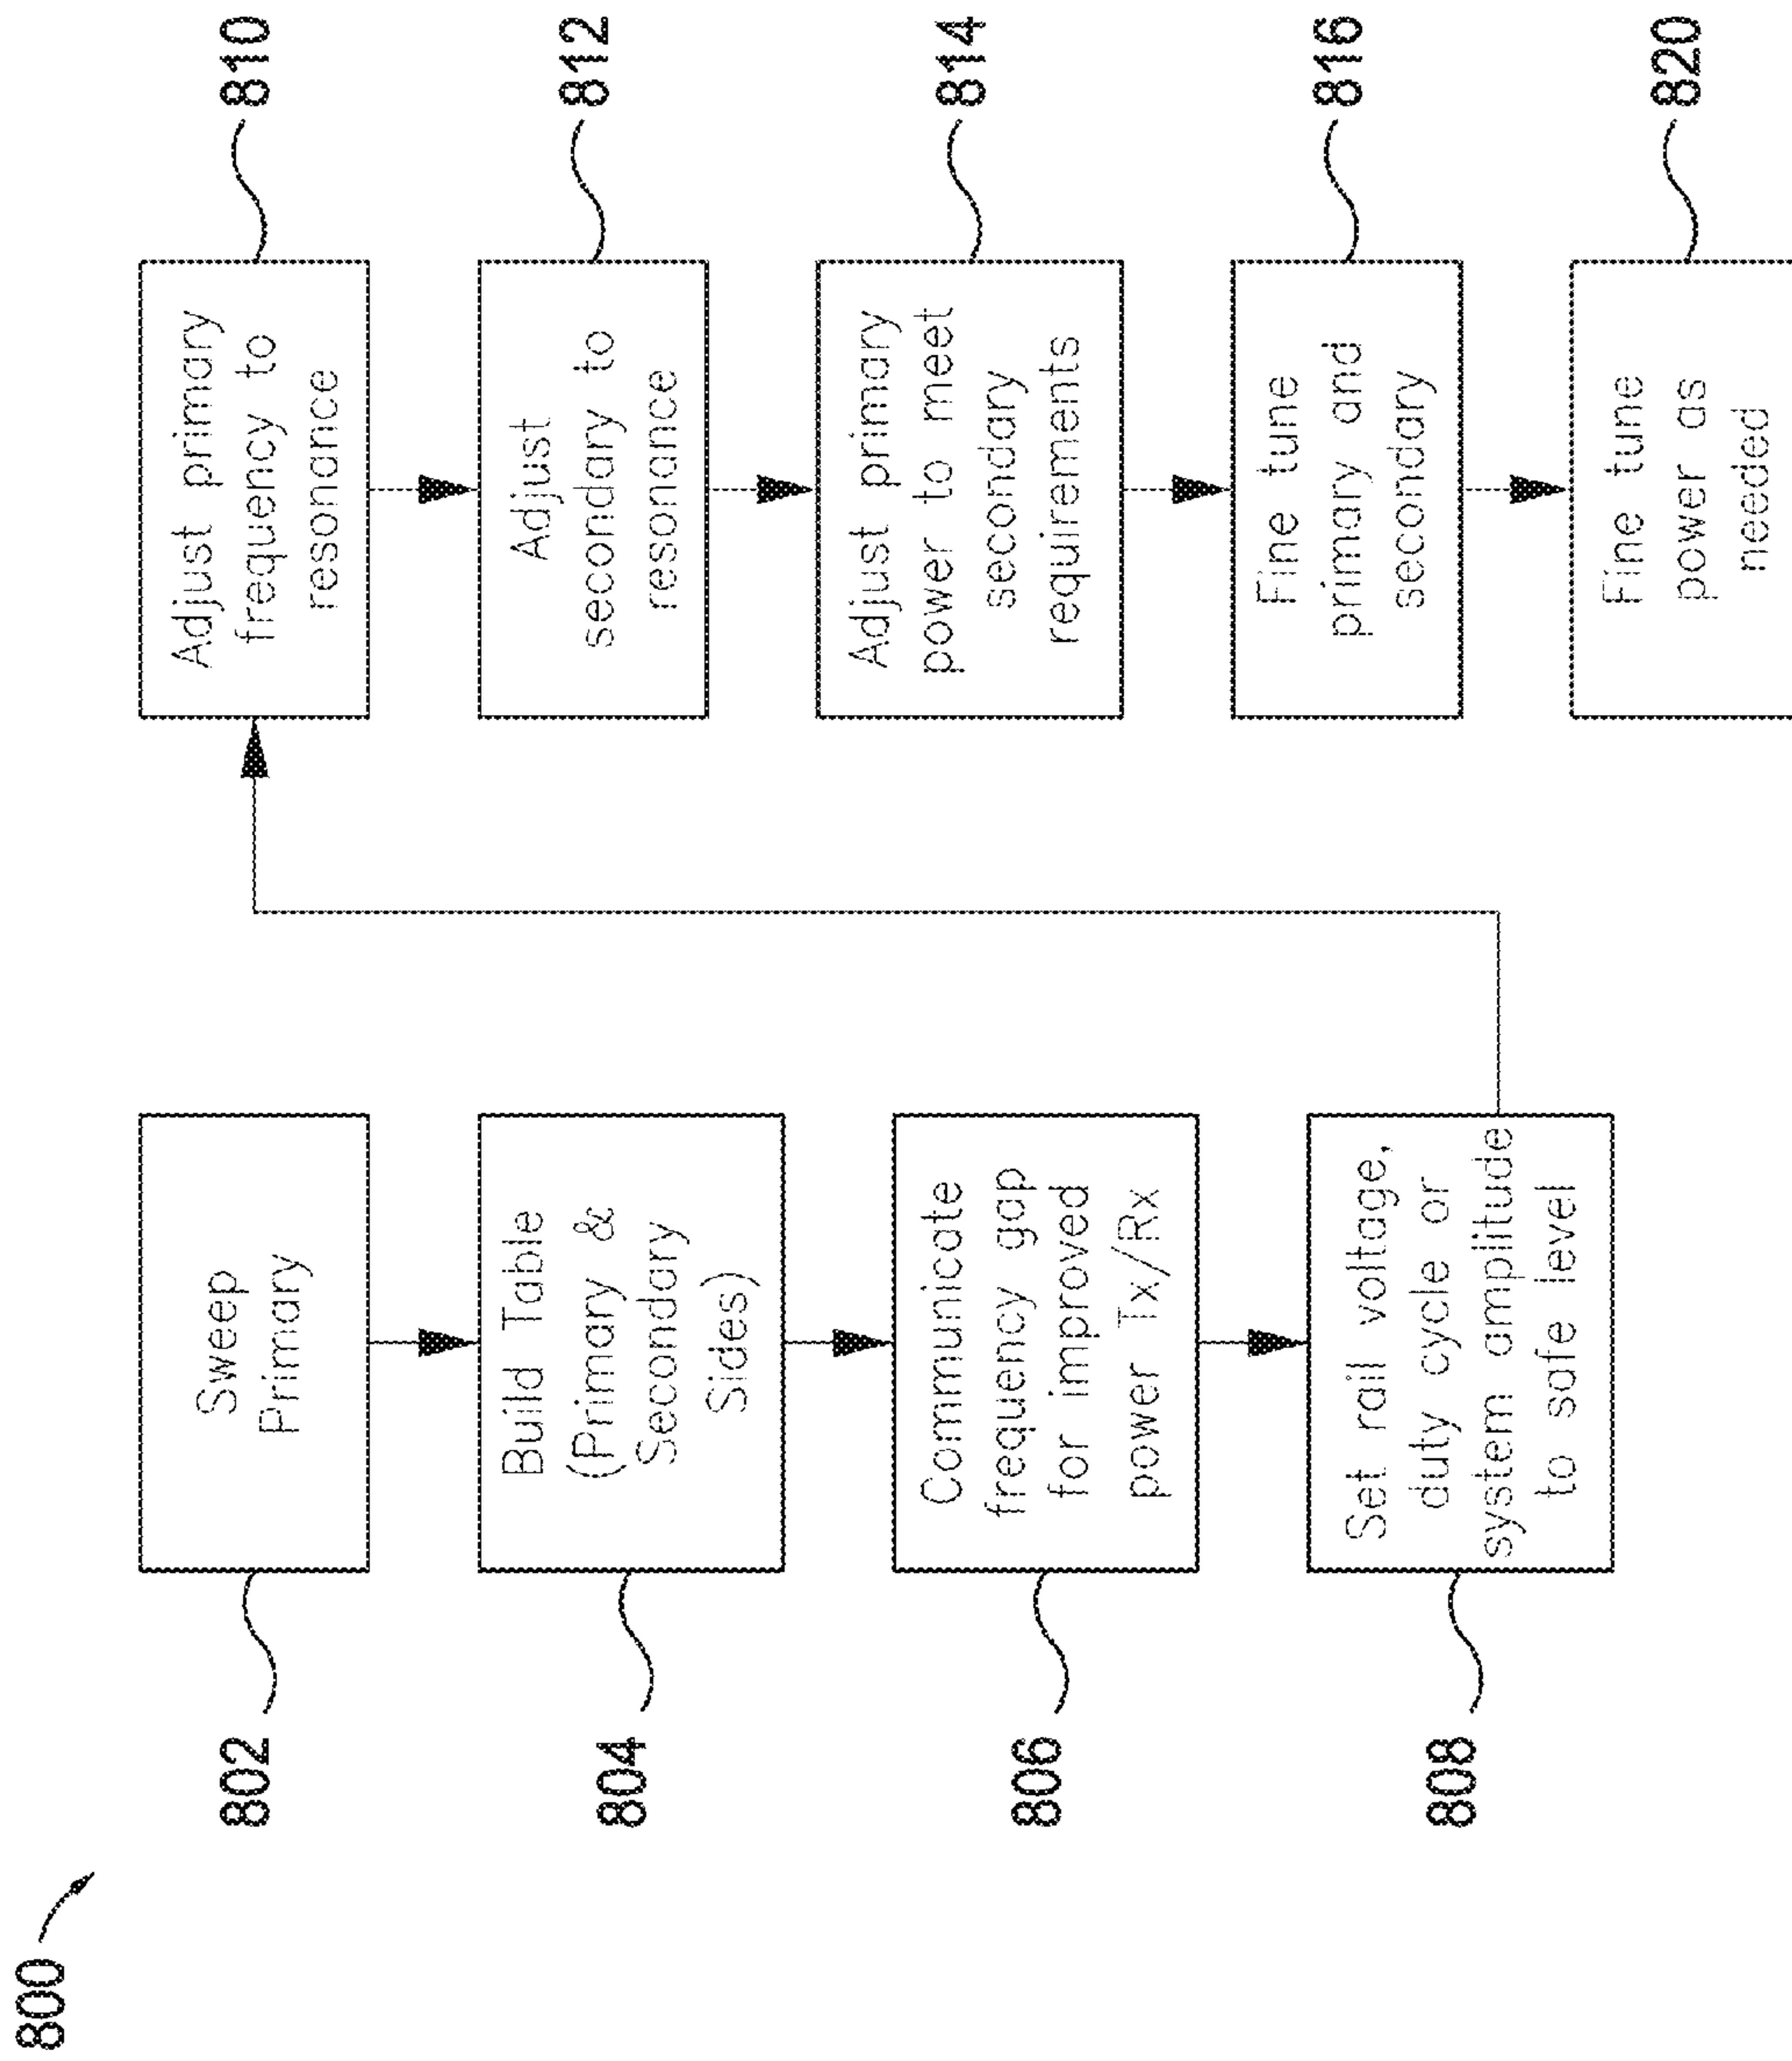 800
802
Sweep
Primary
804
Build Table
(Primary &
Secondary
Sides)
806
Communicate
frequency gap
for improved
power Tx/Rx
808
Set rail voltage,
duty cycle or
system amplitude
to safe level
810
Adjust primary
frequency to
resonance
812
Adjust
secondary to
resonance
814
Adjust primary
power to meet
secondary
requirements
816
Fine tune
primary and
secondary
820
Fine tune
power as
needed